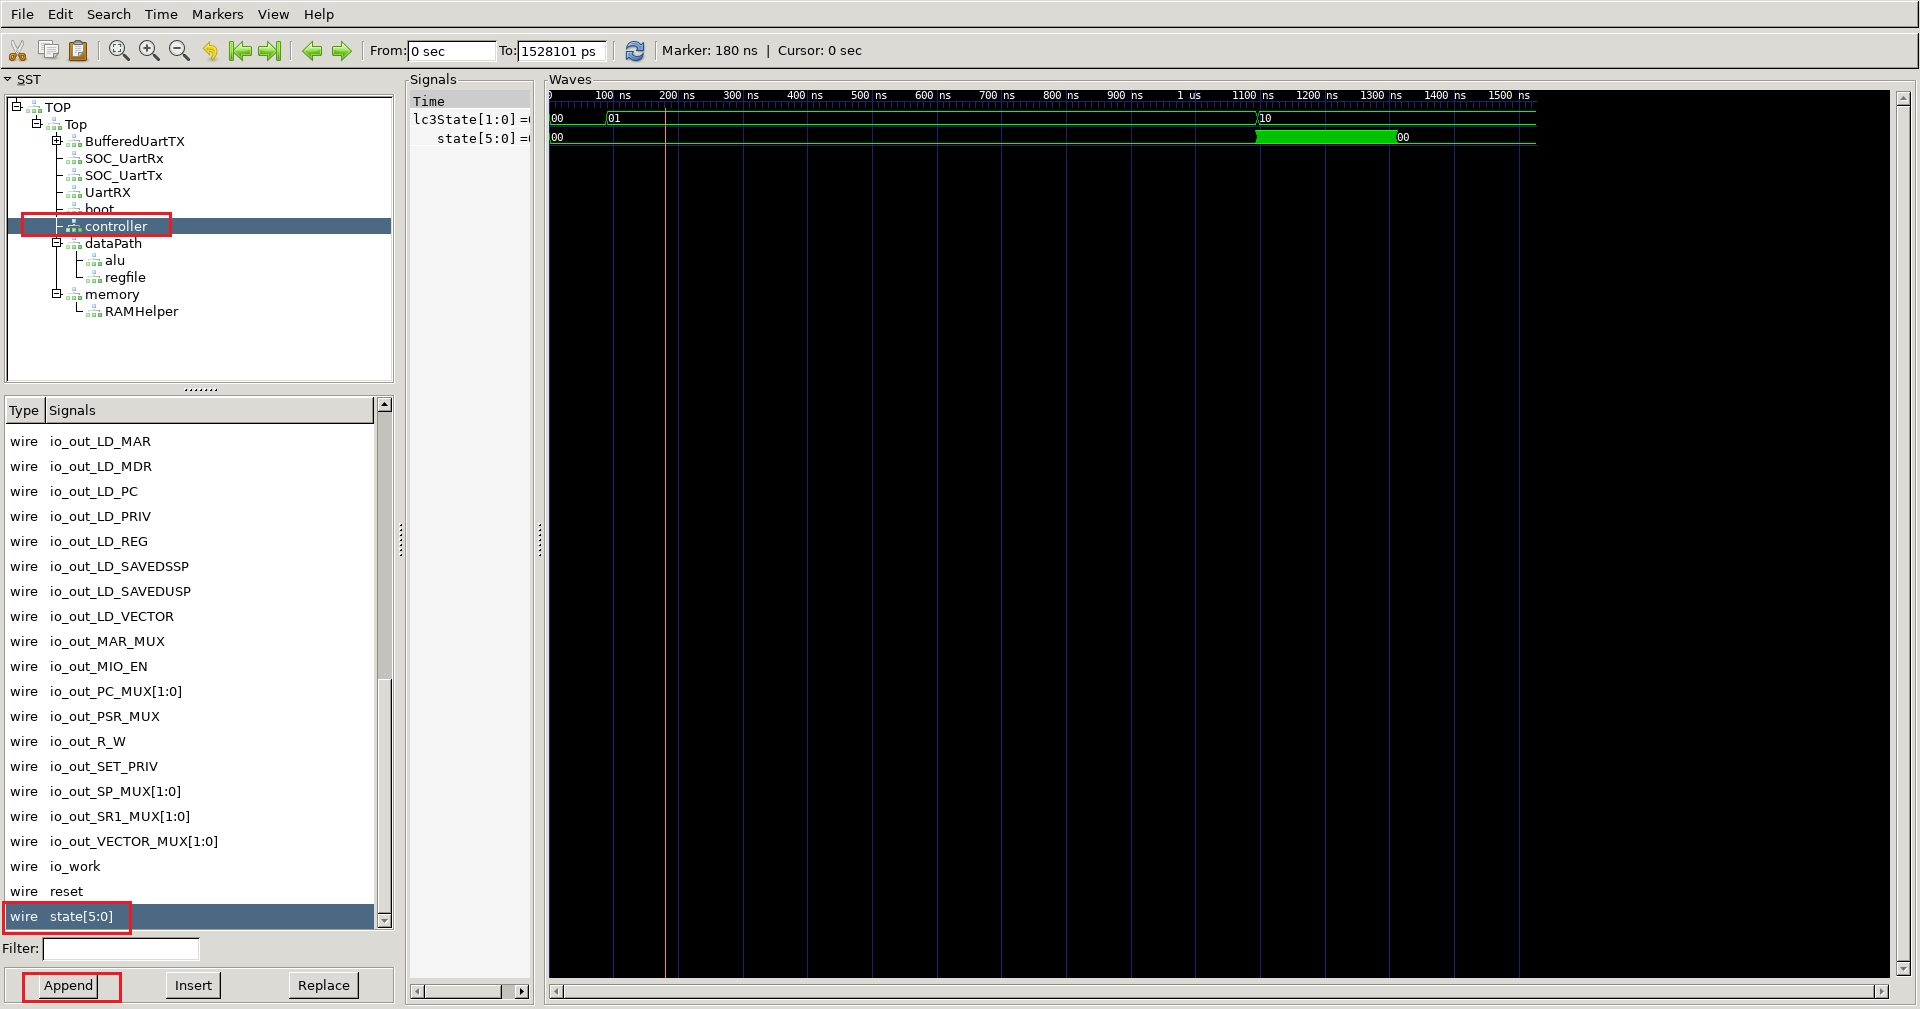 File Edit Search Time Markers View Help
From: 0 sec To: 1528101 ps Marker: 180 ns | Cursor: 0 sec
SST
TOP
Top
BufferedUartTX
SOC_UartRx
SOC_UartTx
UartRX
boot
controller
dataPath
alu
regfile
memory
RAMHelper
Type Signals
wire io_out_LD_MAR
wire io_out_LD_MDR
wire io_out_LD_PC
wire io_out_LD_PRIV
wire io_out_LD_REG
wire io_out_LD_SAVEDSSP
wire io_out_LD_SAVEDUSP
wire io_out_LD_VECTOR
wire io_out_MAR_MUX
wire io_out_MIO_EN
wire io_out_PC_MUX[1:0]
wire io_out_PSR_MUX
wire io_out_R_W
wire io_out_SET_PRIV
wire io_out_SP_MUX[1:0]
wire io_out_SR1_MUX[1:0]
wire io_out_VECTOR_MUX[1:0]
wire io_work
wire reset
wire state[5:0]
Filter:
Append Insert Replace
Signals
Time
lc3State[1:0] =
state[5:0] =
Waves
0 100 ns 200 ns 300 ns 400 ns 500 ns 600 ns 700 ns 800 ns 900 ns 1 us 1100 ns 1200 ns 1300 ns 1400 ns 1500 ns
00 01 10
00 00